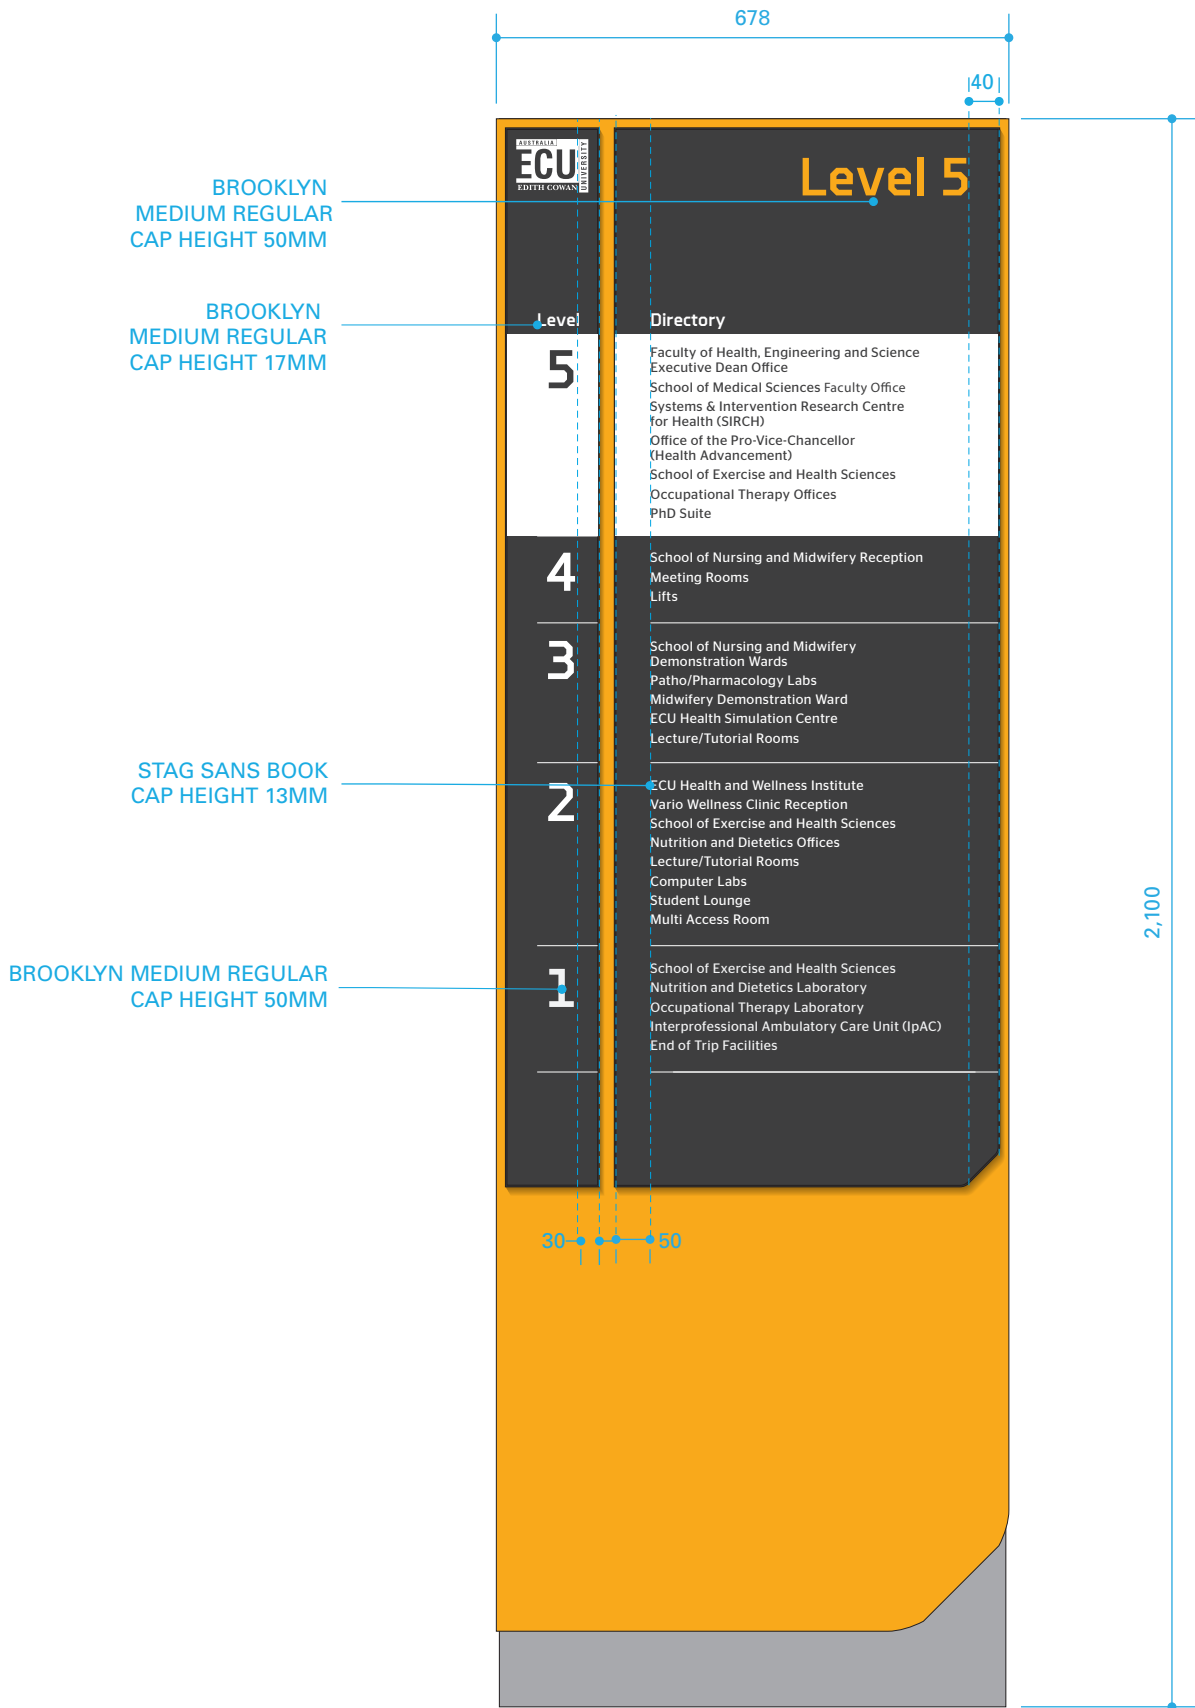 678
40
AUSTRALIA
ECU
EDITH COWAN
UNIVERSITY
Level 5
BROOKLYN
MEDIUM REGULAR
CAP HEIGHT 50MM
BROOKLYN
MEDIUM REGULAR
CAP HEIGHT 17MM
Level
Directory
5
Faculty of Health, Engineering and Science
Executive Dean Office
School of Medical Sciences Faculty Office
Systems & Intervention Research Centre
for Health (SIRCH)
Office of the Pro-Vice-Chancellor
(Health Advancement)
School of Exercise and Health Sciences
Occupational Therapy Offices
PhD Suite
4
School of Nursing and Midwifery Reception
Meeting Rooms
Lifts
3
School of Nursing and Midwifery
Demonstration Wards
Patho/Pharmacology Labs
Midwifery Demonstration Ward
ECU Health Simulation Centre
Lecture/Tutorial Rooms
STAG SANS BOOK
CAP HEIGHT 13MM
2
ECU Health and Wellness Institute
Vario Wellness Clinic Reception
School of Exercise and Health Sciences
Nutrition and Dietetics Offices
Lecture/Tutorial Rooms
Computer Labs
Student Lounge
Multi Access Room
2,100
BROOKLYN MEDIUM REGULAR
CAP HEIGHT 50MM
1
School of Exercise and Health Sciences
Nutrition and Dietetics Laboratory
Occupational Therapy Laboratory
Interprofessional Ambulatory Care Unit (IpAC)
End of Trip Facilities
30
50